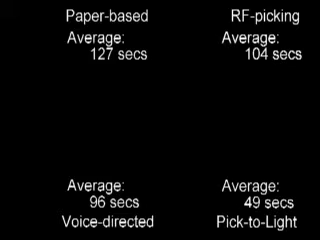 Paper-based
Average:
127 secs
RF-picking
Average:
104 secs
Average:
96 secs
Voice-directed
Average:
49 secs
Pick-to-Light